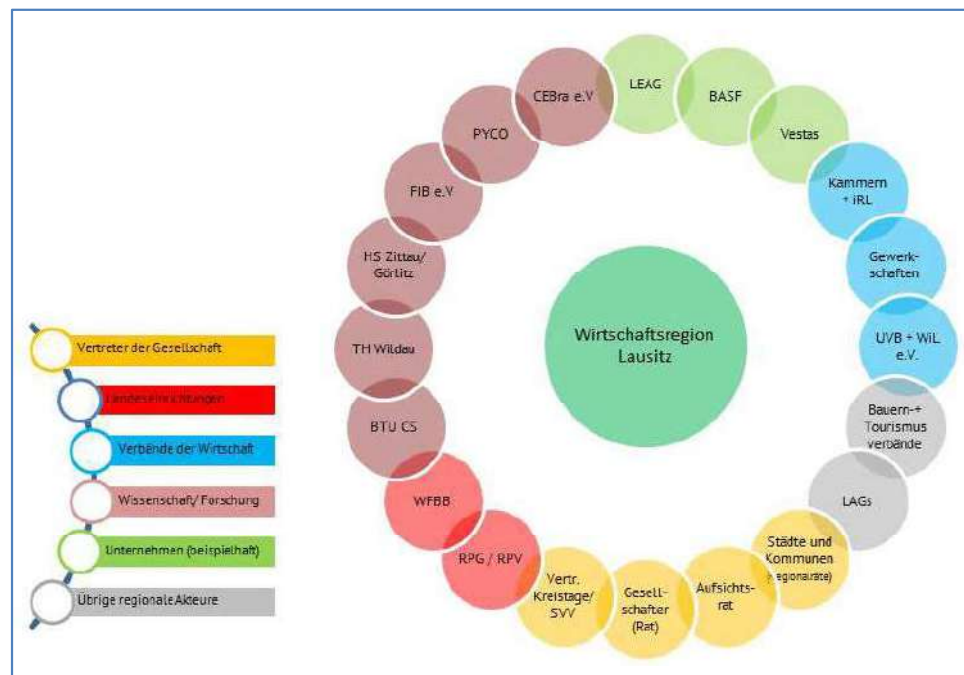 CEBra e.V
LEAG
BASF
Vestas
Kammern
+ iRL
Gewerk-
schaften
UVB + WiL
e.V.
Bauern-+
Tourismus
verbände
LAGs
Städte und
Kommunen
(Regionalräte)
Aufsichts-
rat
Gesell-
schafter
(Rat)
Vertr.
Kreistage/
SVV
RPG / RPV
WFBB
BTU CS
TH Wildau
HS Zittau/
Görlitz
FIB e.V
PYCO
Wirtschaftsregion
Lausitz
Vertreter der Gesellschaft
Landeseinrichtungen
Verbände der Wirtschaft
Wissenschaft/ Forschung
Unternehmen (beispielhaft)
Übrige regionale Akteure